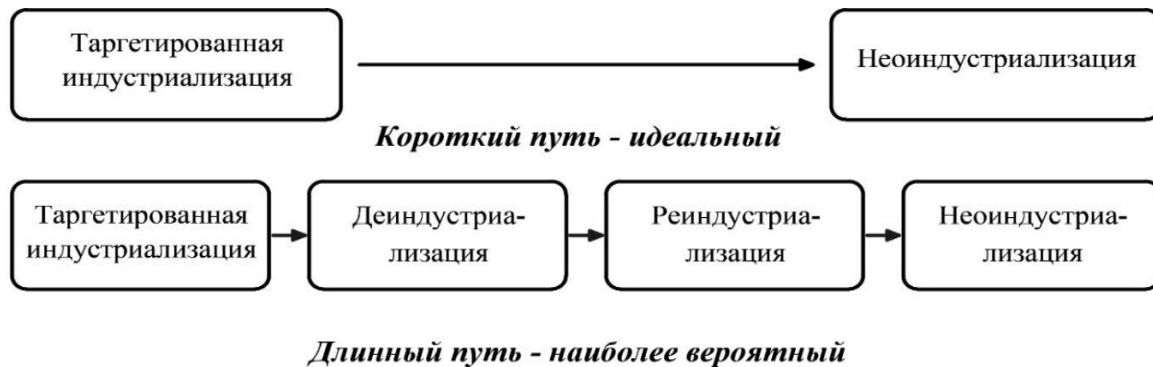 Таргетированная
индустриализация
Неоиндустриализация
Короткий путь - идеальный
Таргетированная
индустриализация
Деиндустриа-
лизация
Реиндустриа-
лизация
Неоиндустриа-
лизация
Длинный путь - наиболее вероятный